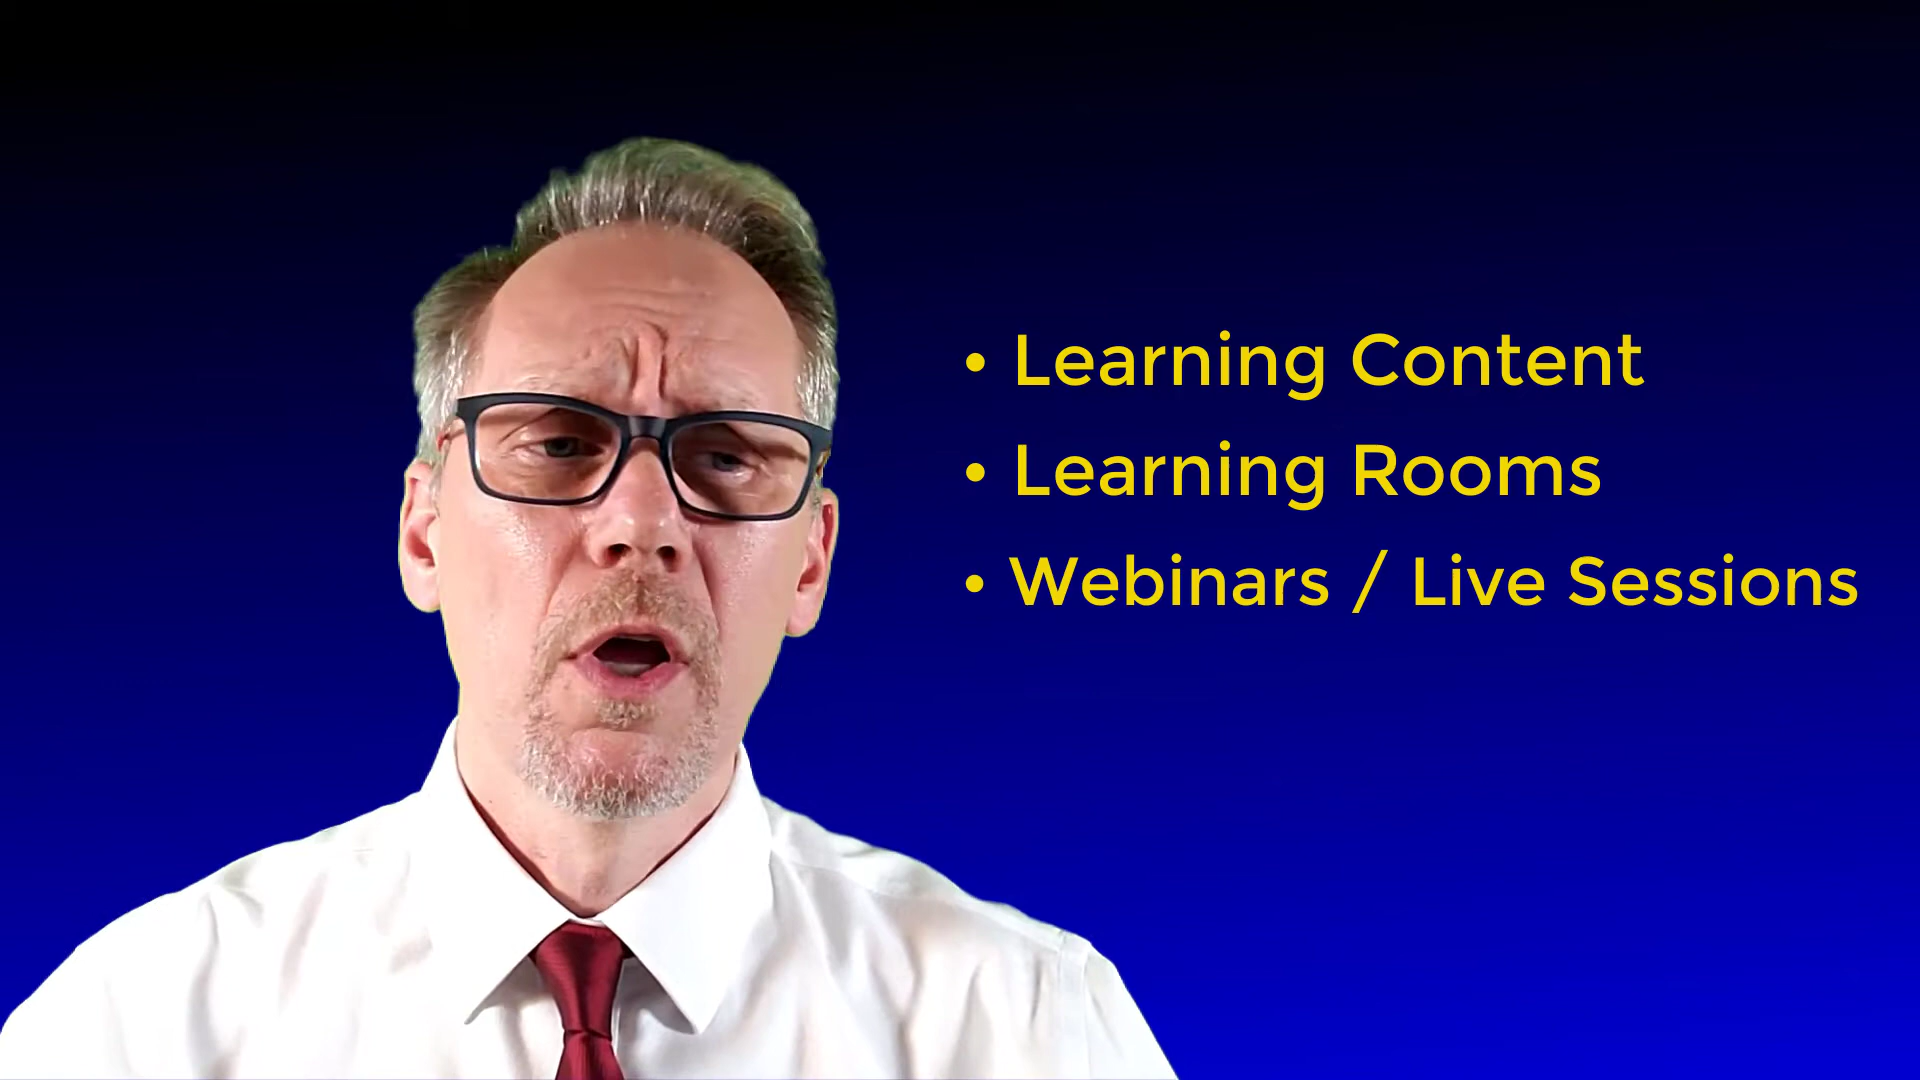 • Learning Content
• Learning Rooms
• Webinars / Live Sessions